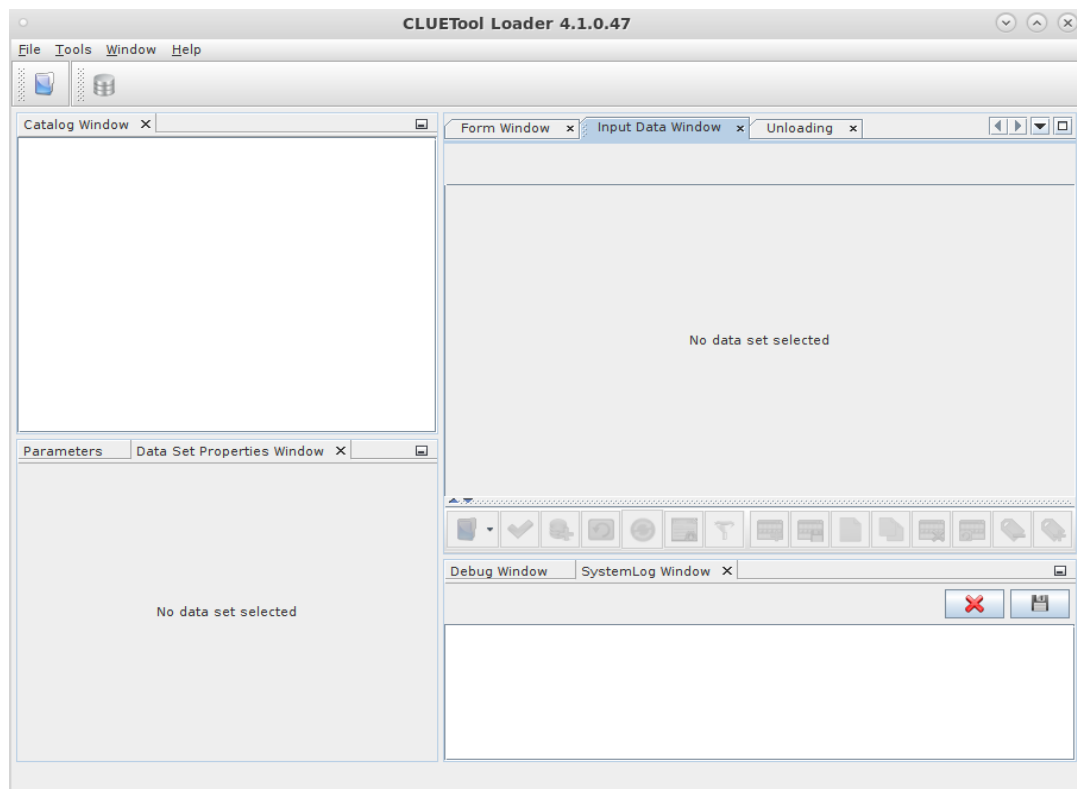 CLUETool Loader 4.1.0.47
File Tools Window Help
Catalog Window
Form Window Input Data Window Unloading
No data set selected
Parameters Data Set Properties Window
No data set selected
Debug Window SystemLog Window